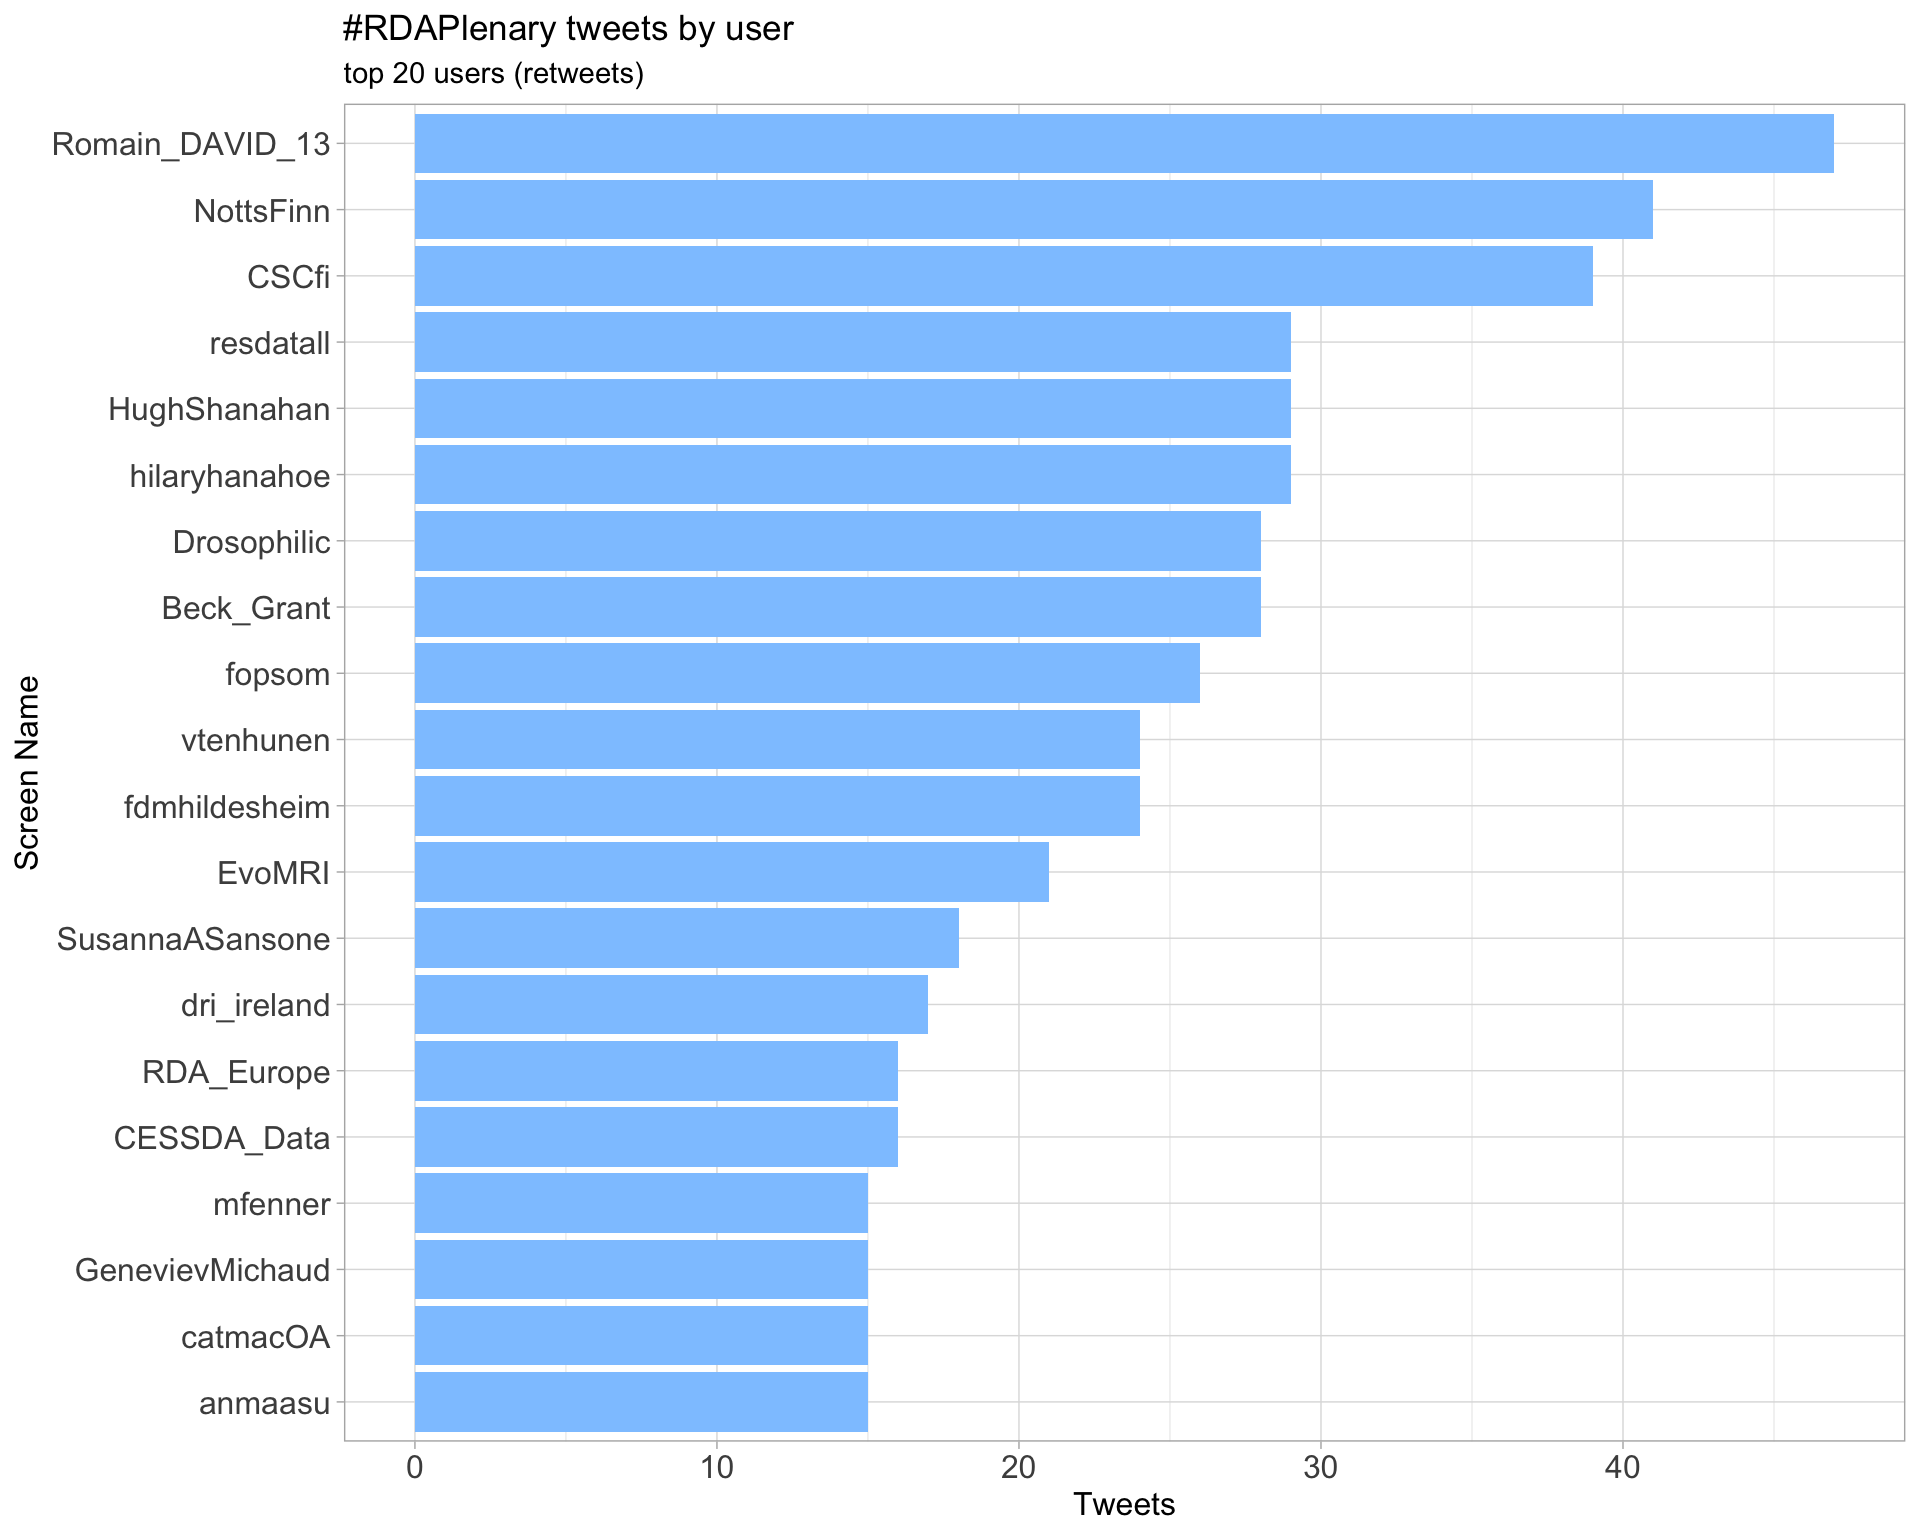 #RDAPlenary tweets by user
top 20 users (retweets)
Screen Name
Romain_DAVID_13
NottsFinn
CSCfi
resdatall
HughShanahan
hilaryhanahoe
Drosophilic
Beck_Grant
fopsom
vtenhunen
fdmhildesheim
EvoMRI
SusannaASansone
dri_ireland
RDA_Europe
CESSDA_Data
mfenner
GenevievMichaud
catmacOA
anmaasu
0 10 20 30 40
Tweets